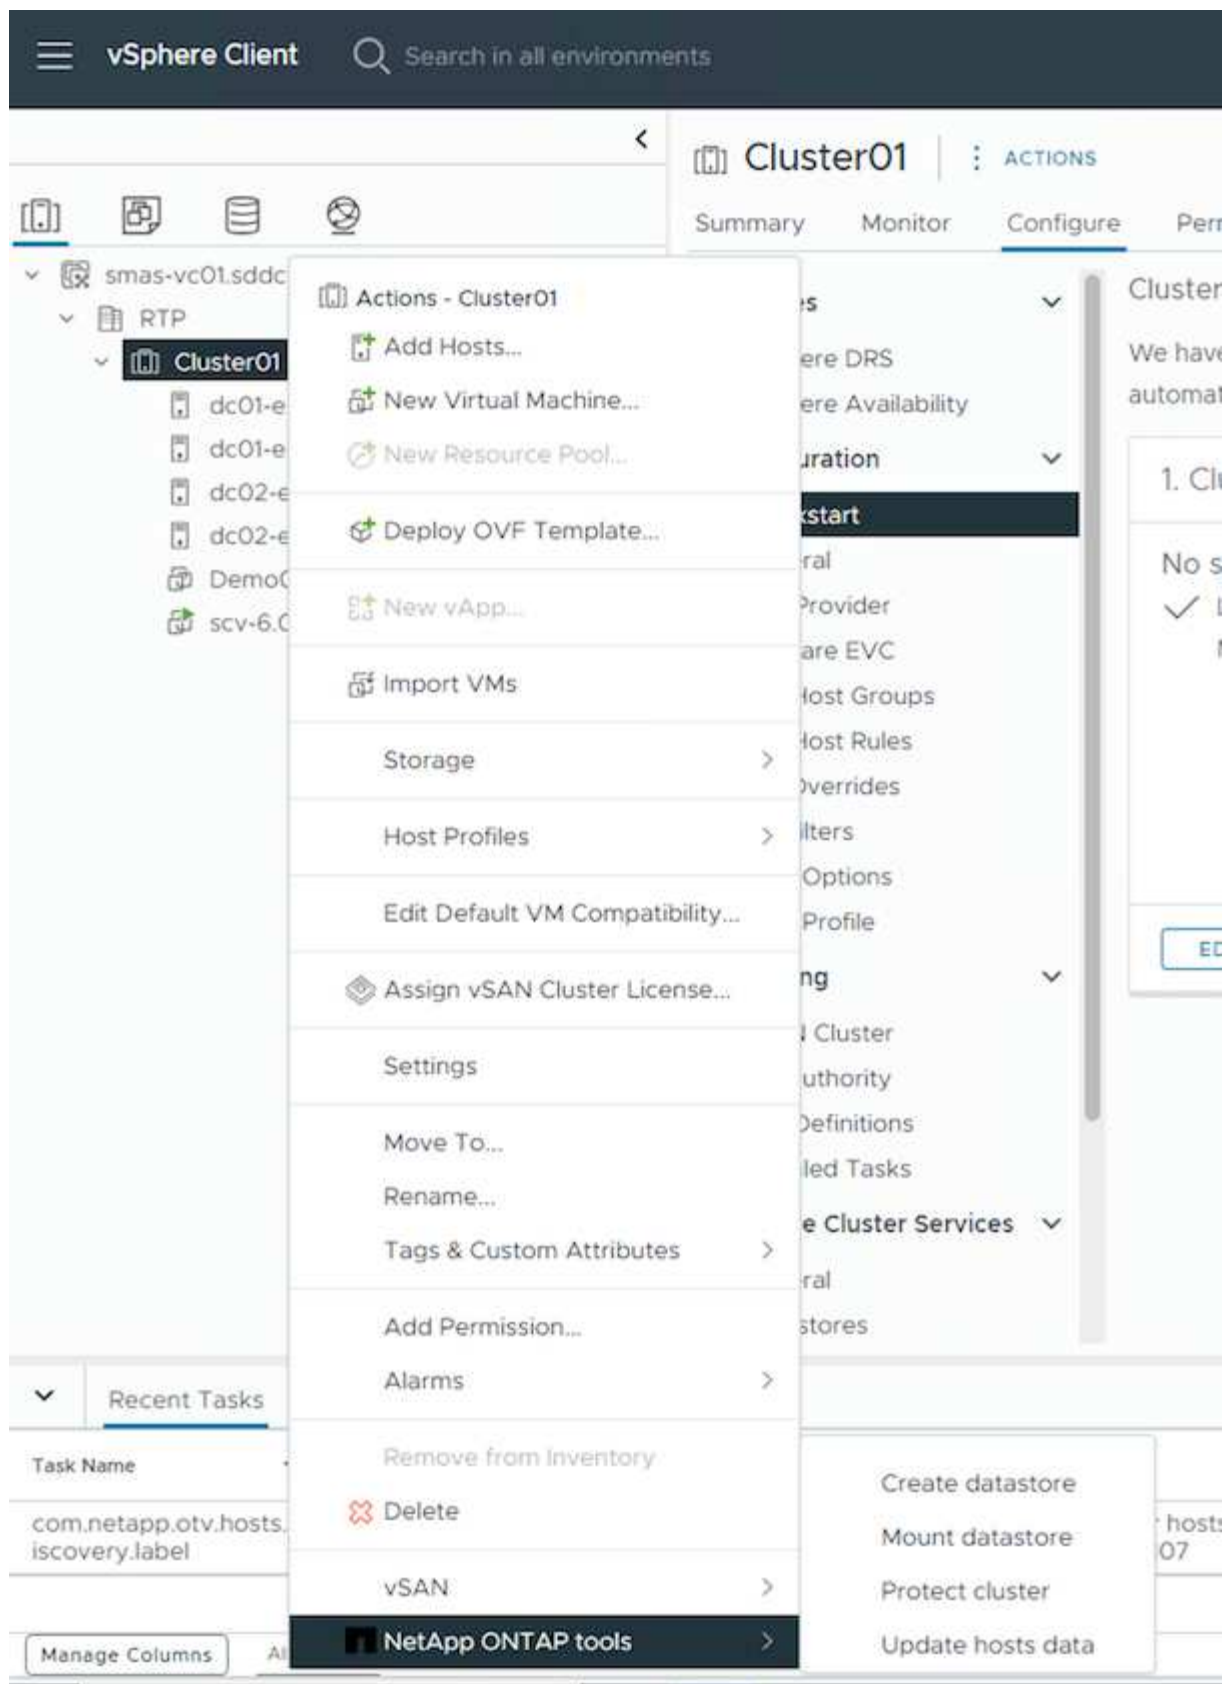 vSphere Client
Search in all environments
Cluster01
ACTIONS
Summary
Monitor
Configure
smas-vc01.sddc
RTP
Cluster01
dc01-e
dc01-e
dc02-e
dc02-e
scv-6.0
Actions - Cluster01
Add Hosts...
New Virtual Machine...
New Resource Pool...
Deploy OVF Template...
New vApp...
Import VMs
Storage
Host Profiles
Edit Default VM Compatibility...
Assign vSAN Cluster License...
Settings
Move To...
Rename...
Tags & Custom Attributes
Add Permission...
Alarms
Remove from Inventory
Delete
vSAN
NetApp ONTAP tools
Create datastore
Mount datastore
Protect cluster
Update hosts data
ere DRS
ere Availability
uration
kstart
ral
Provider
are EVC
Host Groups
Host Rules
Overrides
ilters
Options
Profile
ng
Cluster
uthority
Definitions
led Tasks
e Cluster Services
ral
stores
Cluster
We have
automat
1. Cl
No s
Recent Tasks
Task Name
com.netapp.otv.hosts.
iscovery.label
hosts
07
Manage Columns